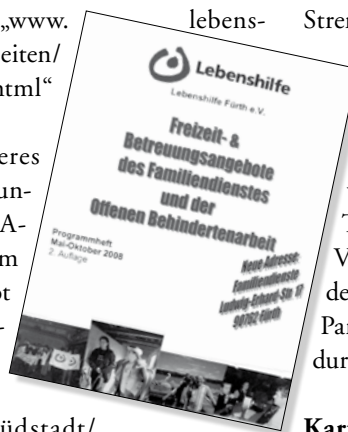 „www.
eiten/
html“
eres
un-
A-
m
ot
-
üdstadt/
Lebenshilfe
Lebenshilfe Fürth e.V.
Freizeit- &
Betreuungsangebote
des Familiendienstes
und der
Offenen Behindertenarbeit
Programmheft
Mai-Oktober 2008
2. Auflage
Neue Adresse:
Familiendienste
Ludwig-Erhard-Str 17
90762 Fürth
lebens-
Stre
T
V
de
Par
dur
Kar